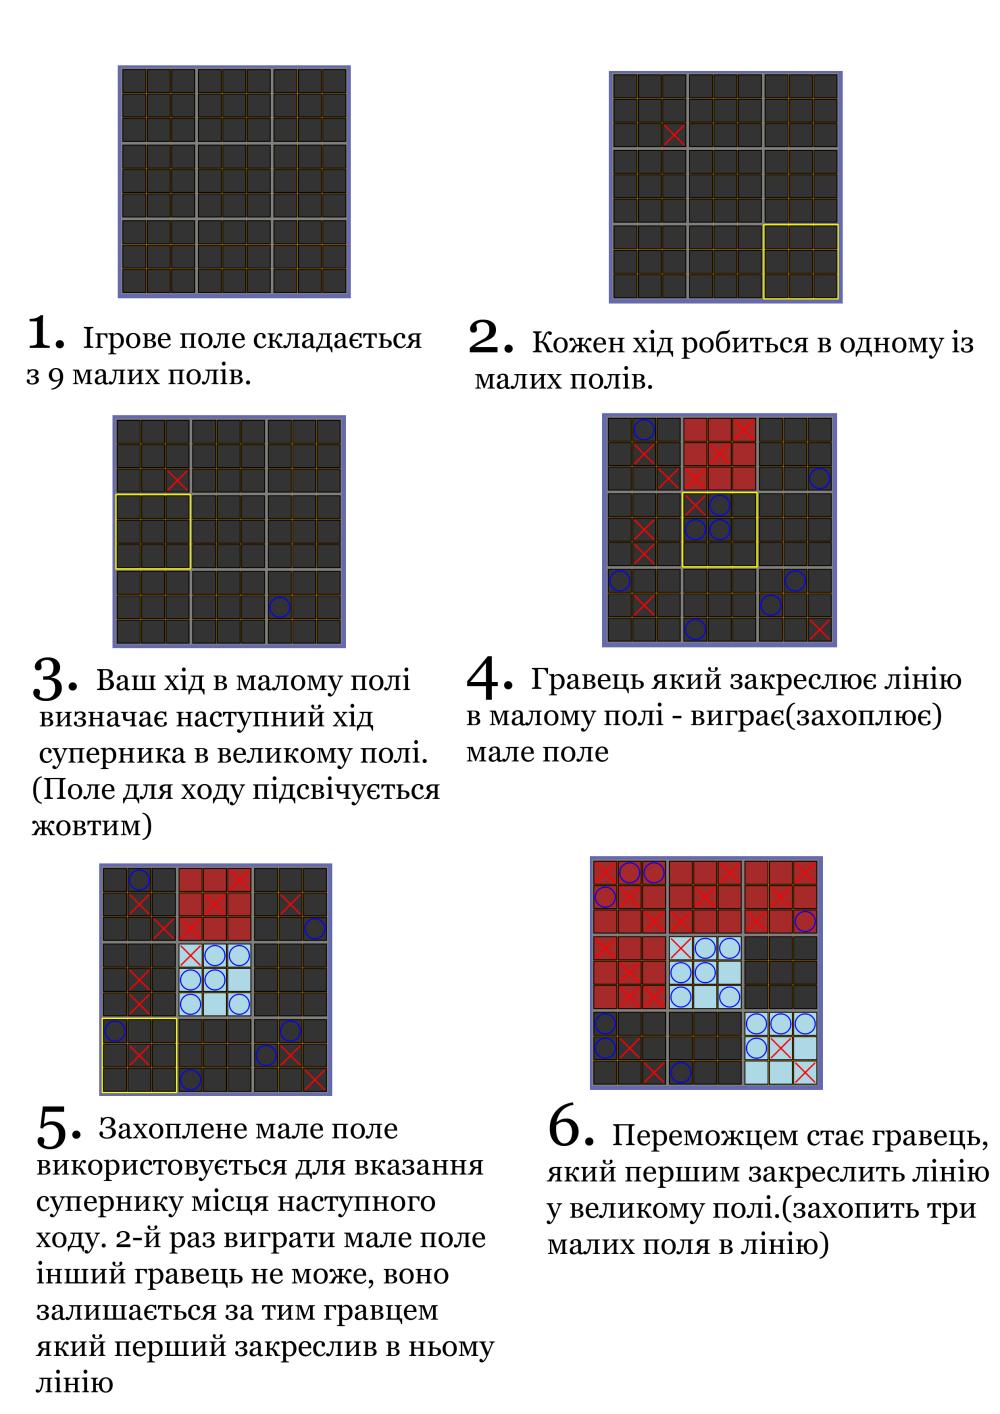 1. Ігрове поле складається
з 9 малих полів.
2. Кожен хід робиться в одному із
малих полів.
3. Ваш хід в малому полі
визначає наступний хід
суперника в великому полі.
(Поле для ходу підсвічується
жовтим)
4. Гравець який закреслює лінію
в малому полі - виграє(захоплює)
мале поле
5. Захоплене мале поле
використовується для вказання
супернику місця наступного
ходу. 2-й раз виграти мале поле
інший гравець не може, воно
залишається за тим гравцем
який перший закреслив в ньому
лінію
6. Переможцем стає гравець,
який першим закреслить лінію
у великому полі.(захопить три
малих поля в лінію)